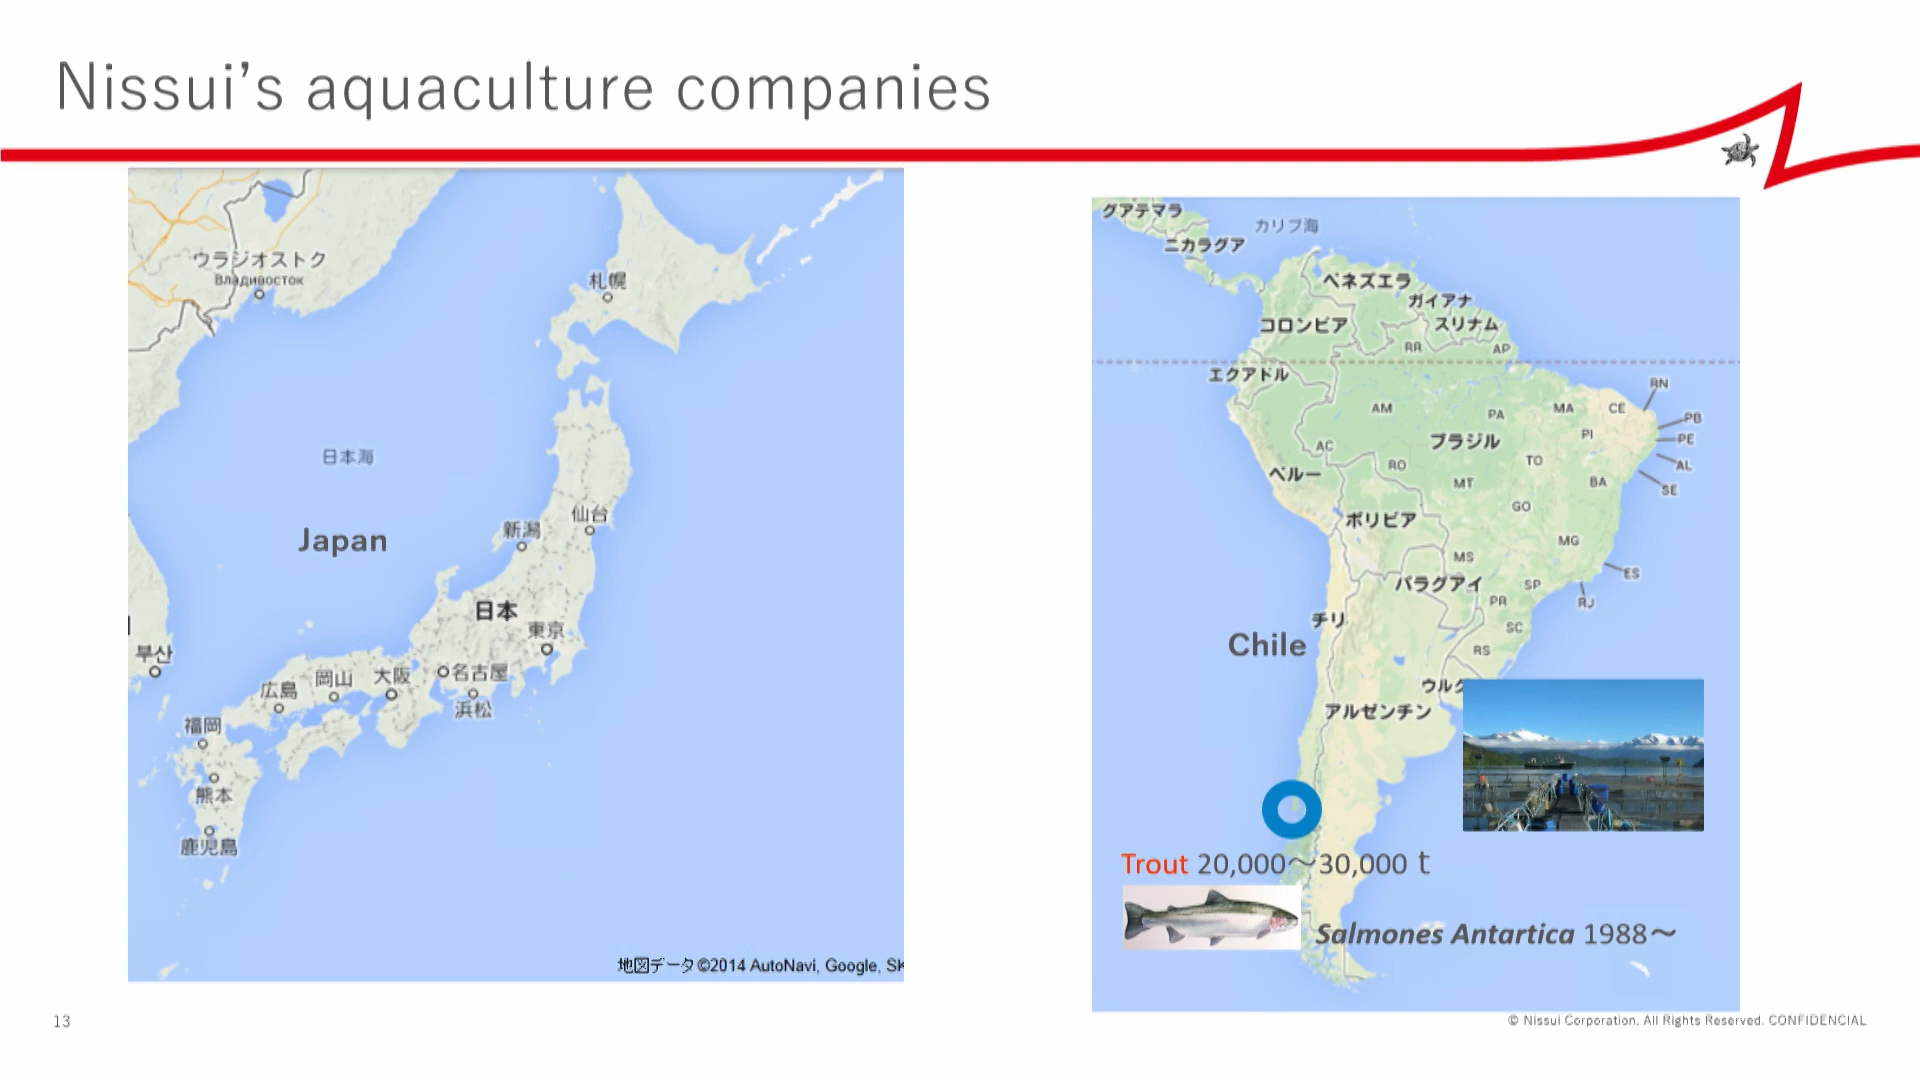 Nissui's aquaculture companies
ウラジオストク
Владивосток
札幌
日本海
Japan
仙台
新潟
日本
東京
부산
名古屋
大阪
岡山
広島
浜松
福岡
熊本
鹿児島
地図データ©2014 AutoNavi, Google, SK
グアテマラ
カリブ海
ニカラグア
ベネズエラ
ガイアナ
コロンビア
スリナム
RR
AP
エクアドル
RN
AM
PA
MA
CE
PB
PI
PE
ブラジル
AC
RO
TO
AL
ペルー
MT
BA
SE
GO
ボリビア
MG
MS
ES
パラグアイ
SP
PR
RJ
チリ
SC
Chile
RS
ウルグ
アルゼンチン
Trout 20,000～30,000 t
Salmones Antartica 1988～
13
© Nissui Corporation. All Rights Reserved. CONFIDENCIAL